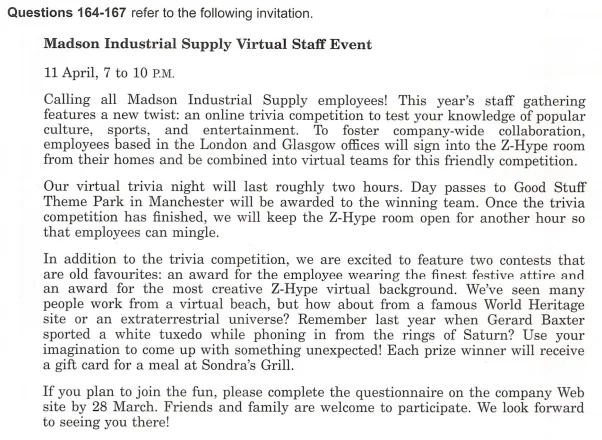 Questions 164-167 refer to the following invitation.
Madson Industrial Supply Virtual Staff Event
11 April, 7 to 10 P.M.
Calling all Madson Industrial Supply employees! This year's staff gathering
features a new twist: an online trivia competition to test your knowledge of popular
culture, sports, and entertainment. To foster company-wide collaboration,
employees based in the London and Glasgow offices will sign into the Z-Hype room
from their homes and be combined into virtual teams for this friendly competition.
Our virtual trivia night will last roughly two hours. Day passes to Good Stuff
Theme Park in Manchester will be awarded to the winning team. Once the trivia
competition has finished, we will keep the Z-Hype room open for another hour so
that employees can mingle.
In addition to the trivia competition, we are excited to feature two contests that
are old favourites: an award for the employee wearing the finest festive attire and
an award for the most creative Z-Hype virtual background. We've seen many
people work from a virtual beach, but how about from a famous World Heritage
site or an extraterrestrial universe? Remember last year when Gerard Baxter
sported a white tuxedo while phoning in from the rings of Saturn? Use your
imagination to come up with something unexpected! Each prize winner will receive
a gift card for a meal at Sondra's Grill.
If you plan to join the fun, please complete the questionnaire on the company Web
site by 28 March. Friends and family are welcome to participate. We look forward
to seeing you there!